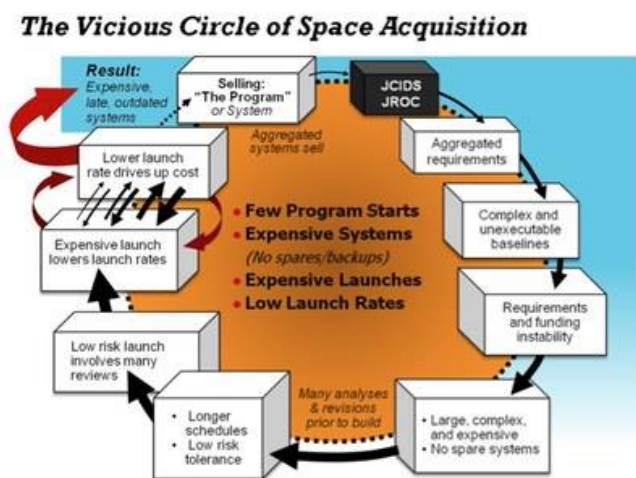 The Vicious Circle of Space Acquisition
Result:
Expensive,
late, outdated
systems
Selling:
"The Program"
or System
JCIDS
JROC
Aggregated
systems sell
Aggregated
requirements
Lower launch
rate drives up cost
Complex and
unexecutable
baselines
• Few Program Starts
• Expensive Systems
(No spares/backups)
• Expensive Launches
• Low Launch Rates
Expensive launch
lowers launch rates
Requirements
and funding
instability
Low risk launch
involves many
reviews
Many analyses
& revisions
prior to build
• Longer
schedules
• Low risk
tolerance
• Large, complex,
and expensive
• No spare systems